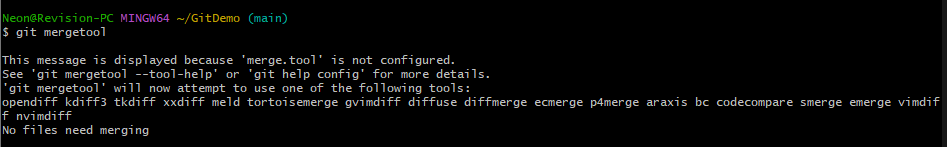 Neon@Revision-PC MINGW64 ~/GitDemo (main)
$ git mergetool
This message is displayed because 'merge.tool' is not configured.
See 'git mergetool --tool-help' or 'git help config' for more details.
'git mergetool' will now attempt to use one of the following tools:
opendiff kdiff3 tkdiff xxdiff meld tortoisemerge gvimdiff diffuse diffmerge ecmerge p4merge araxis bc codecompare smerge emerge vimdif
f nvimdiff
No files need merging